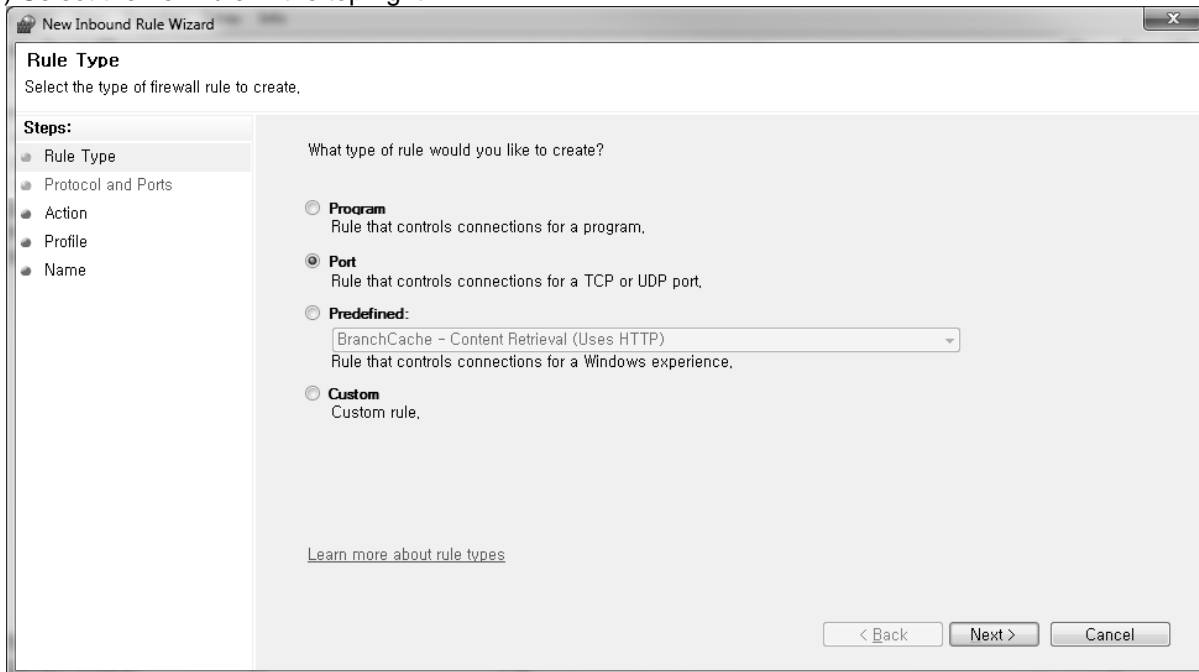 New Inbound Rule Wizard
x
Rule Type
Select the type of firewall rule to create,
Steps:
Rule Type
Protocol and Ports
Action
Profile
Name
What type of rule would you like to create?
Program
Rule that controls connections for a program,
Port
Rule that controls connections for a TCP or UDP port,
Predefined:
BranchCache - Content Retrieval (Uses HTTP)
Rule that controls connections for a Windows experience,
Custom
Custom rule,
Learn more about rule types
< Back
Next >
Cancel